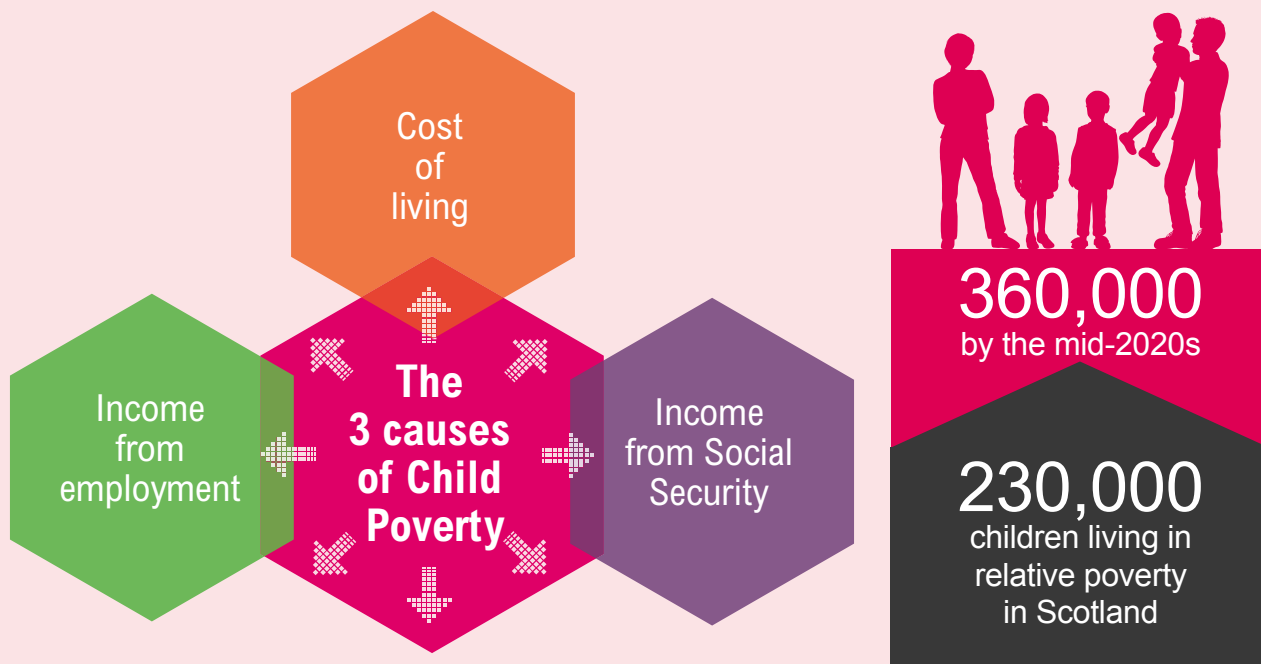 Cost
of
living
The
3 causes
of Child
Poverty
Income
from
employment
Income
from Social
Security
360,000
by the mid-2020s
230,000
children living in
relative poverty
in Scotland